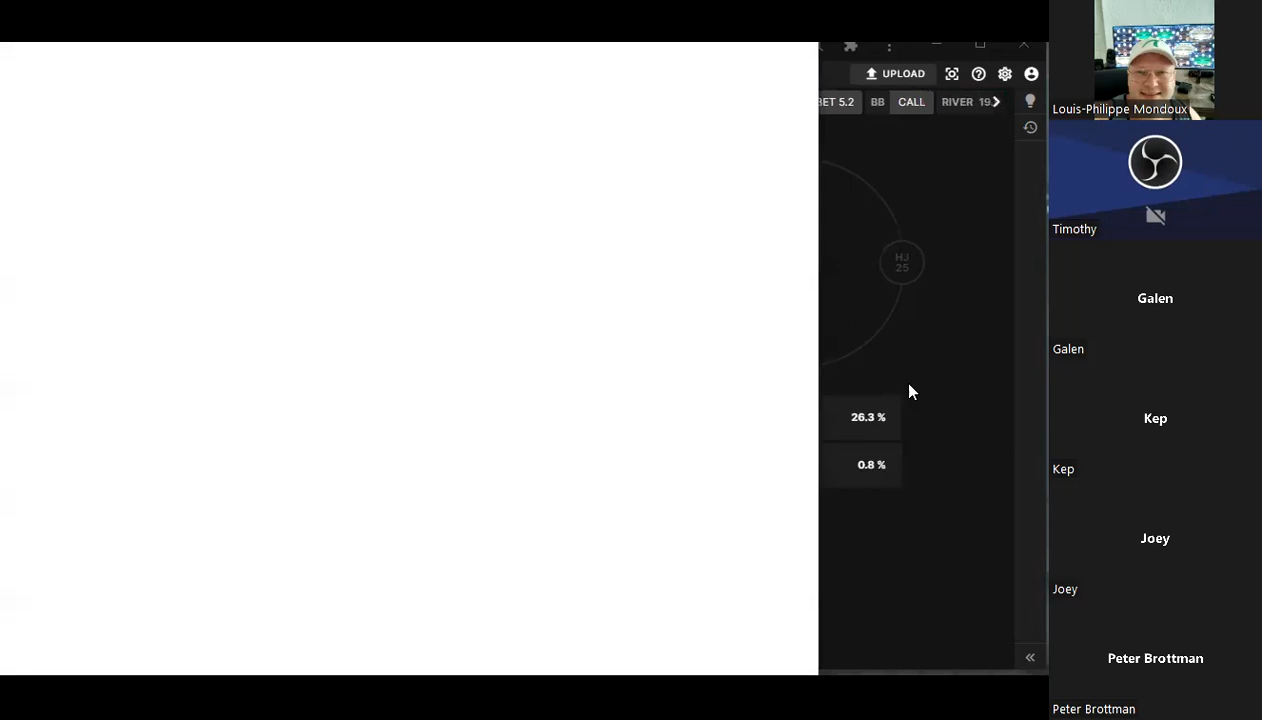 UPLOAD
BET 5.2 BB CALL RIVER 19.
HJ
25
26.3 %
0.8 %
Louis-Philippe Mondoux
Timothy
Galen
Galen
Kep
Kep
Joey
Joey
Peter Brottman
Peter Brottman